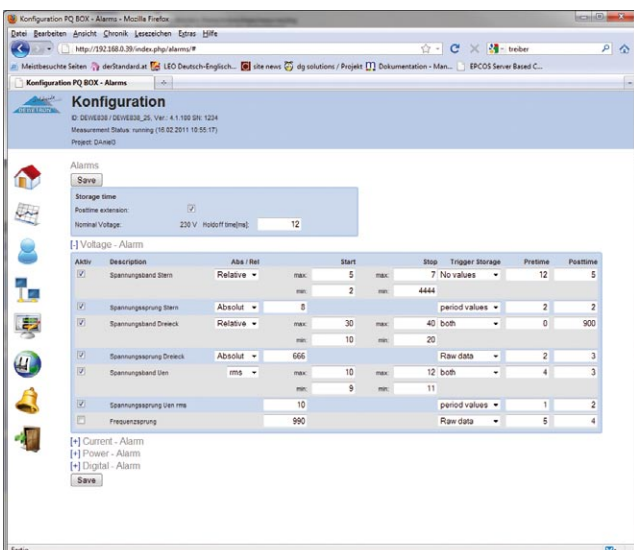 Konfiguration PQ BOX - Alarms - Mozilla Firefox
Datei Bearbeiten Ansicht Chronik Lesezeichen Extras Hilfe
http://192.168.0.39/index.php/alarms/# treiber
Meistbesuchte Seiten derStandard.at LEO Deutsch-Englisch... site news dg solutions / Projekt Dokumentation - Man... EPCOS Server Based C...
Konfiguration PQ BOX - Alarms
DEWETRON
Konfiguration
ID: DEWE838 / DEWE838_25, Ver.: 4.1.100 SN: 1234
Measurement Status: running (16.02.2011 10:55:17)
Project: DAniel3
Alarms
Save
Storage time
Posttime extension:
Nominal Votage: 230 V Holdoff time[ms]: 12
[-] Voltage - Alarm
Aktiv Description Abs / Rel Start Stop Trigger Storage Pretime Posttime
Spannungsband Stern Relative max: 5 max: 7 No values 12 5
min: 2 min: 4444
Spannungssprung Stern Absolut 8 period values 2 2
Spannungsband Dreieck Relative max: 30 max: 40 both 0 900
min: 10 min: 20
Spannungssprung Dreieck Absolut 666 Raw data 2 3
Spannungsband Uen rms max: 10 max: 12 both 4 3
min: 9 min: 11
Spannungssprung Uen rms 10 period values 1 2
Frequenzsprung 990 Raw data 5 4
[+] Current - Alarm
[+] Power - Alarm
[+] Digital - Alarm
Save
Fertig